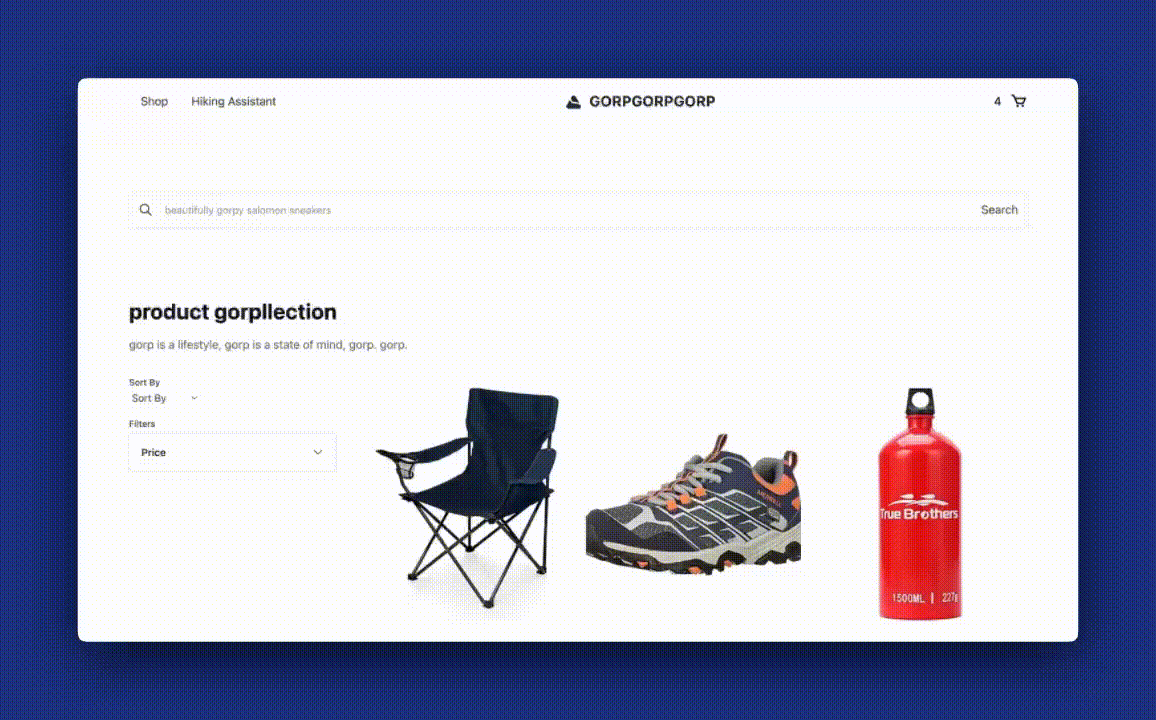 Shop Hiking Assistant GORPGORPGORP 4
beautifully gorpy salomon sneakers Search
product gorpllection
gorp is a lifestyle, gorp is a state of mind, gorp. gorp.
Sort By
Sort By
Filters
Price
MERRELL
True Brothers
1500ML | 227g